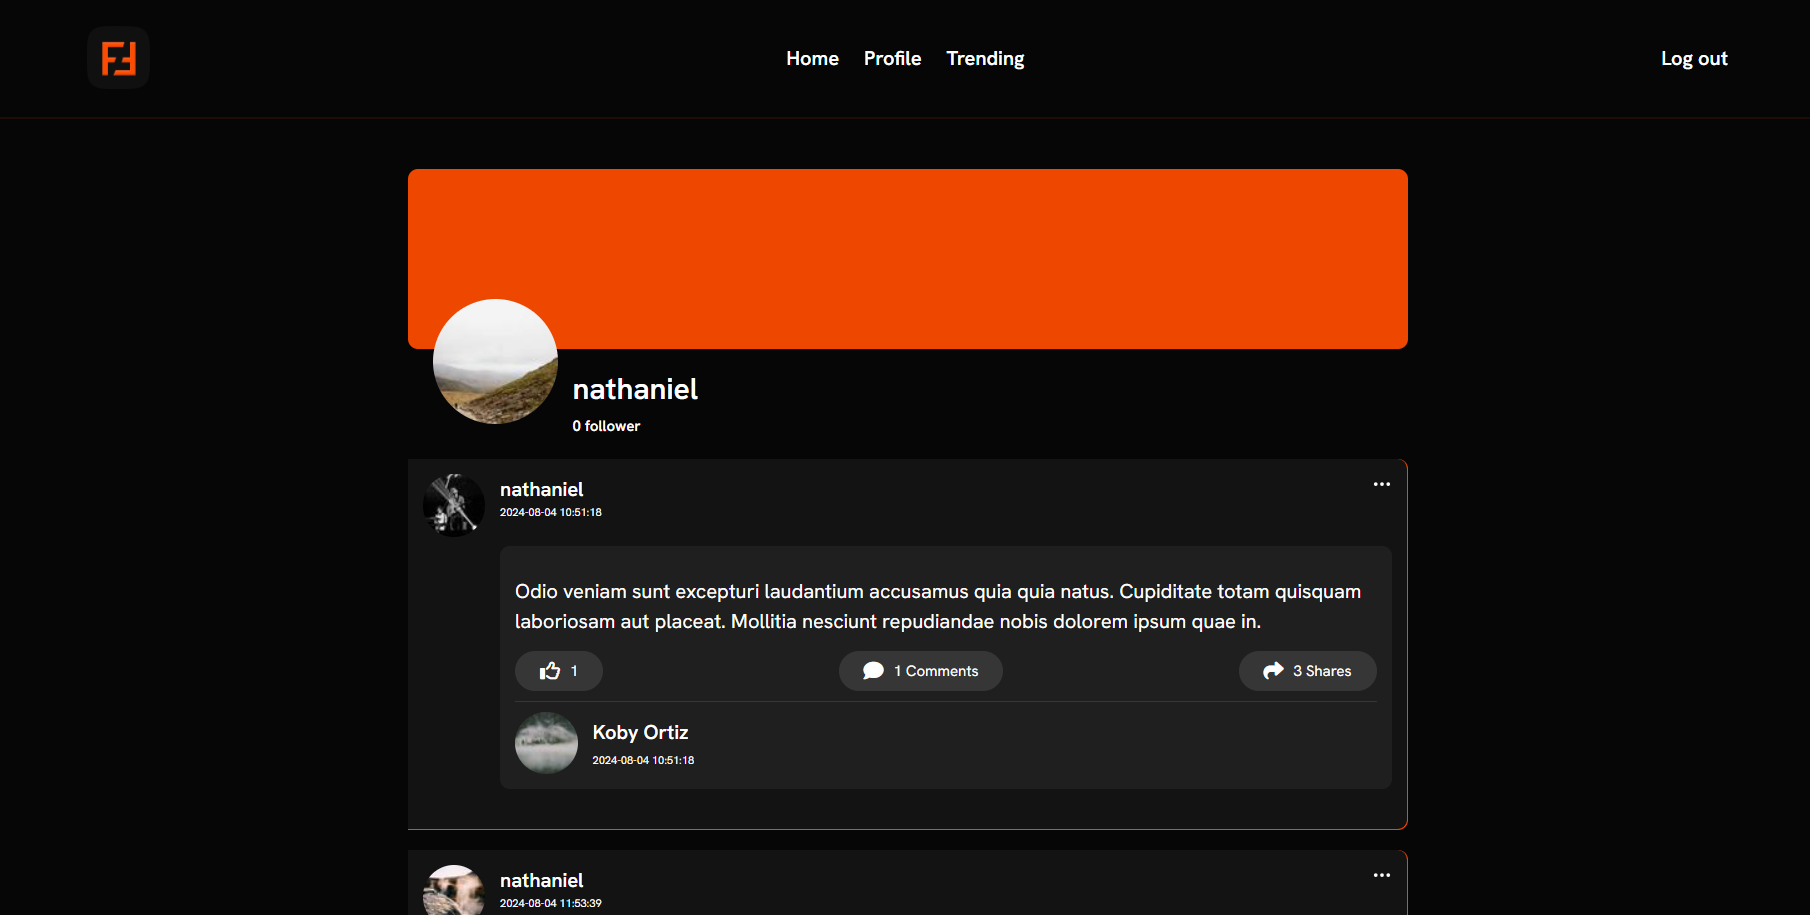 Home Profile Trending Log out
nathaniel
0 follower
nathaniel
2024-08-04 10:51:18
Odio veniam sunt excepturi laudantium accusamus quia quia natus. Cupiditate totam quisquam
laboriosam aut placeat. Mollitia nesciunt repudiandae nobis dolorem ipsum quae in.
1 1 Comments 3 Shares
Koby Ortiz
2024-08-04 10:51:18
nathaniel
2024-08-04 11:53:39